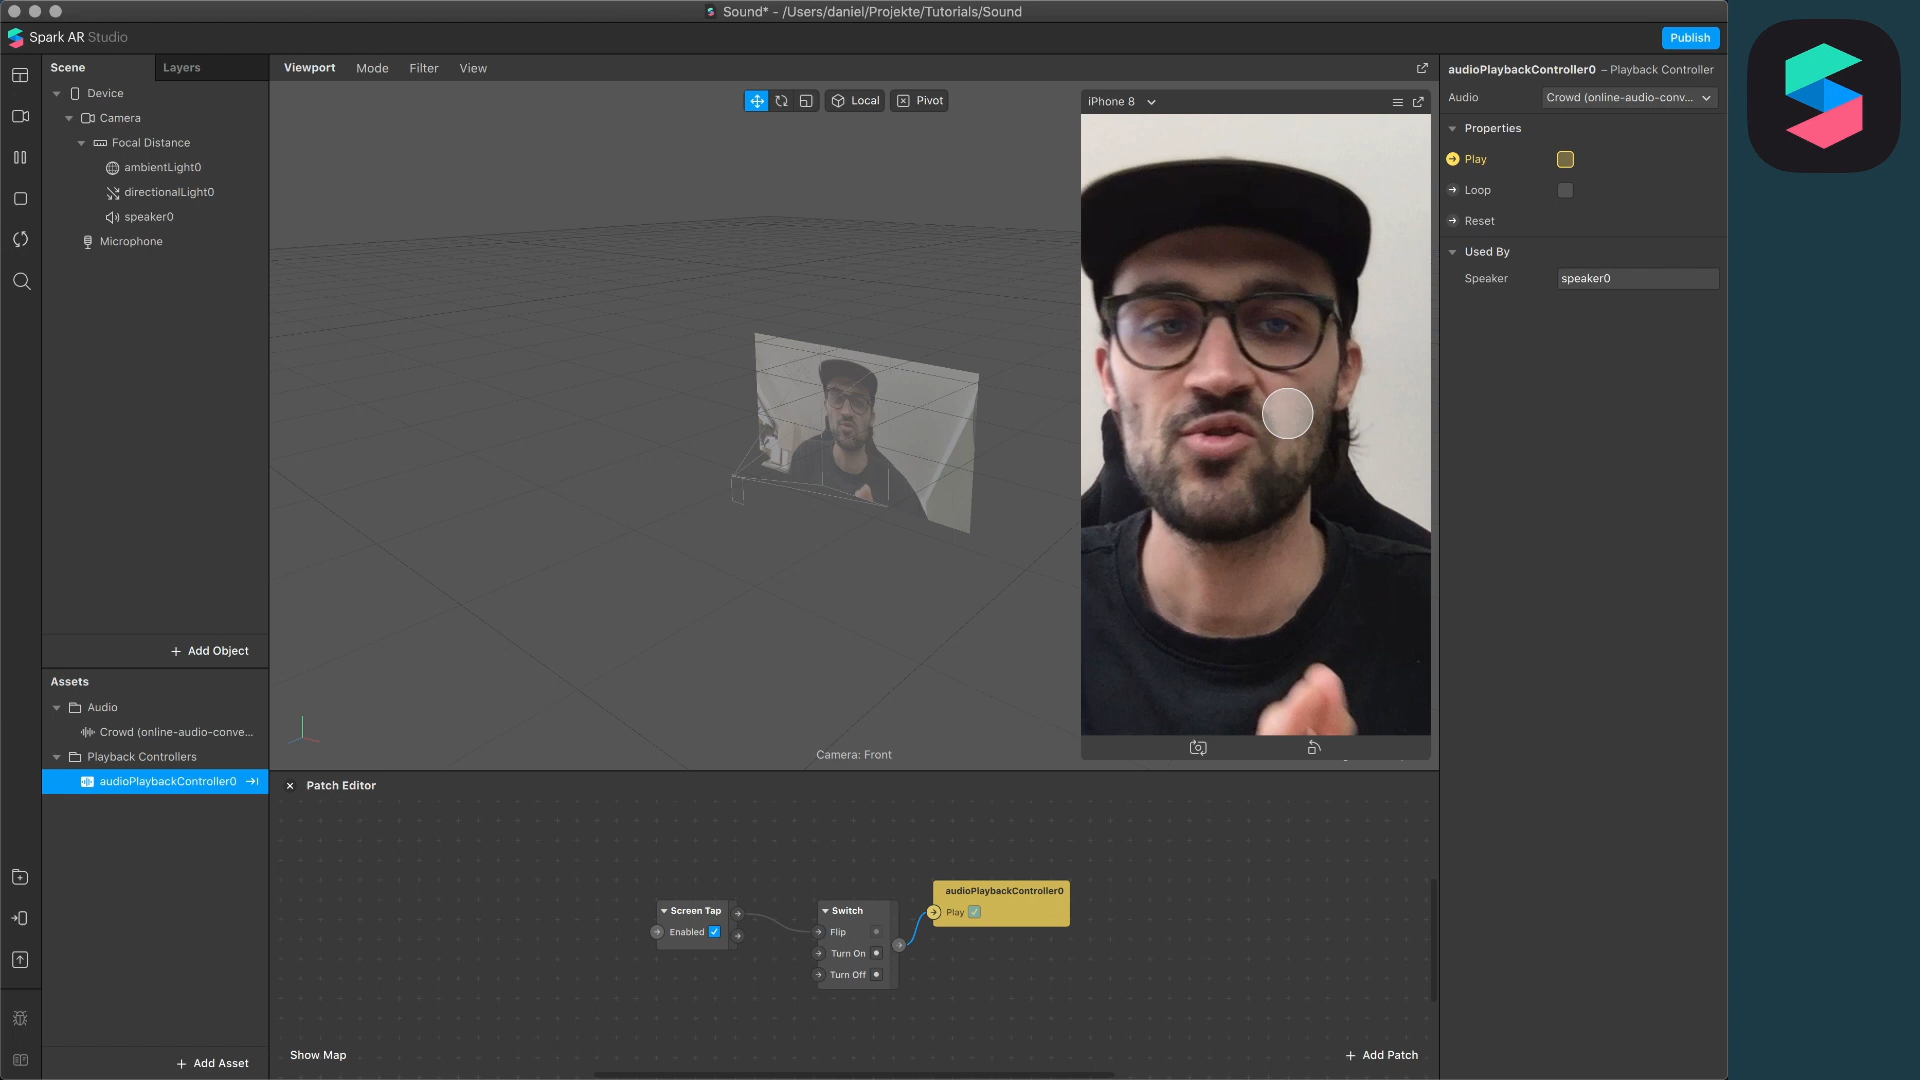 Sound* - /Users/daniel/Projekte/Tutorials/Sound
Spark AR Studio
Publish
Scene
Layers
Device
Camera
Focal Distance
ambientLight0
directionalLight0
speaker0
Microphone
+ Add Object
Assets
Audio
Crowd (online-audio-conve...
Playback Controllers
audioPlaybackController0
+ Add Asset
Viewport
Mode
Filter
View
Local
Pivot
iPhone 8
Camera: Front
Patch Editor
Screen Tap
Enabled
Switch
Flip
Turn On
Turn Off
audioPlaybackController0
Play
Show Map
+ Add Patch
audioPlaybackController0 – Playback Controller
Audio
Crowd (online-audio-conv...
Properties
Play
Loop
Reset
Used By
Speaker
speaker0